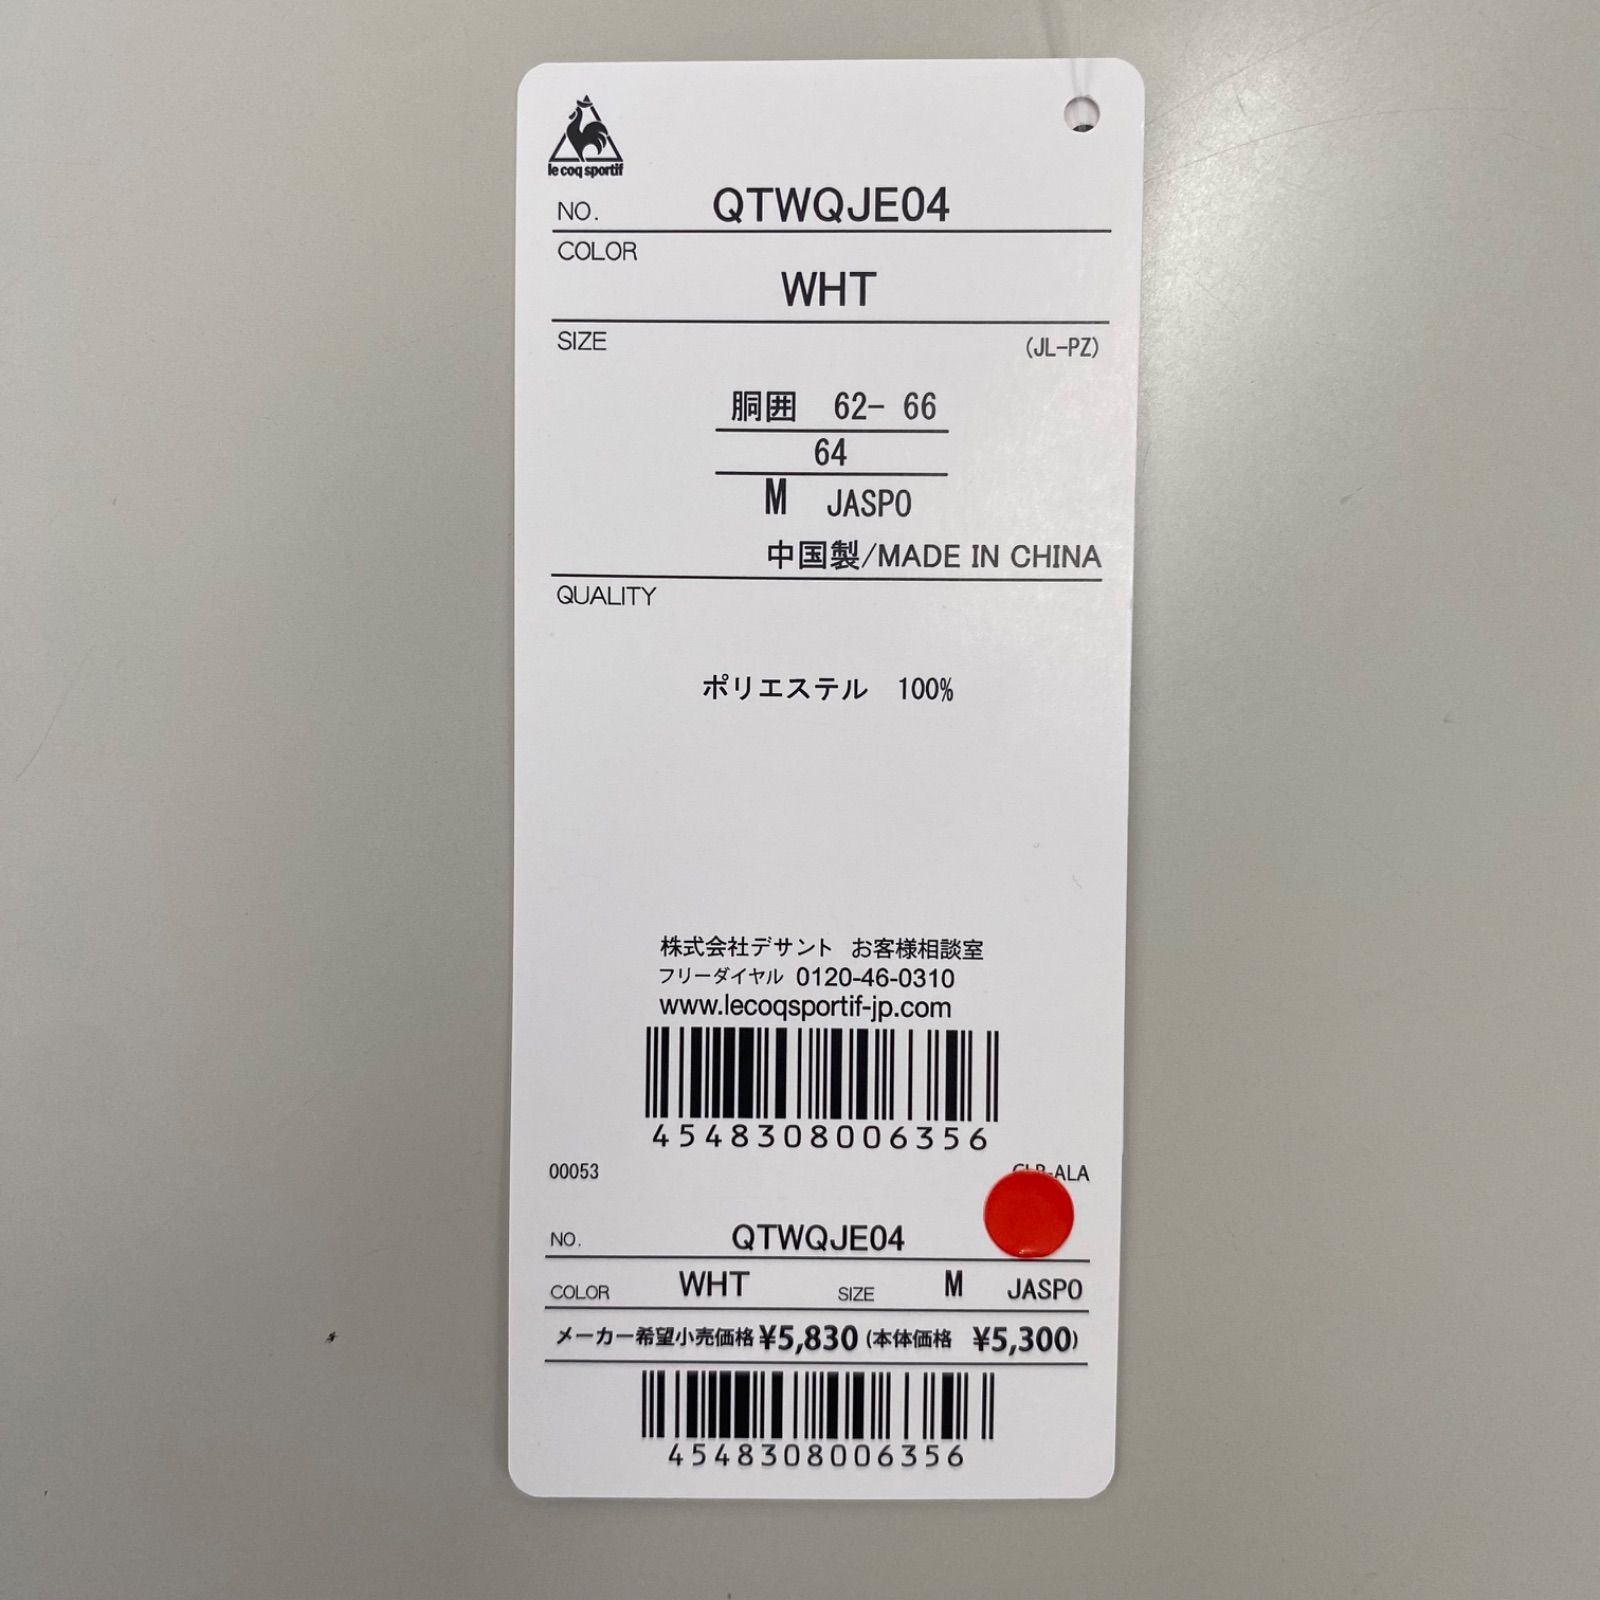 le coq sportif
NO. QTWQJE04
COLOR
WHT
SIZE (JL-PZ)
胴囲 62- 66
64
M JASPO
中国製/MADE IN CHINA
QUALITY
ポリエステル 100%
株式会社デサント お客様相談室
フリーダイヤル 0120-46-0310
www.lecoqsportif-jp.com
4548308006356
00053 -ALA
NO. QTWQJE04
COLOR WHT SIZE M JASPO
メーカー希望小売価格 ¥5,830 (本体価格 ¥5,300)
4548308006356